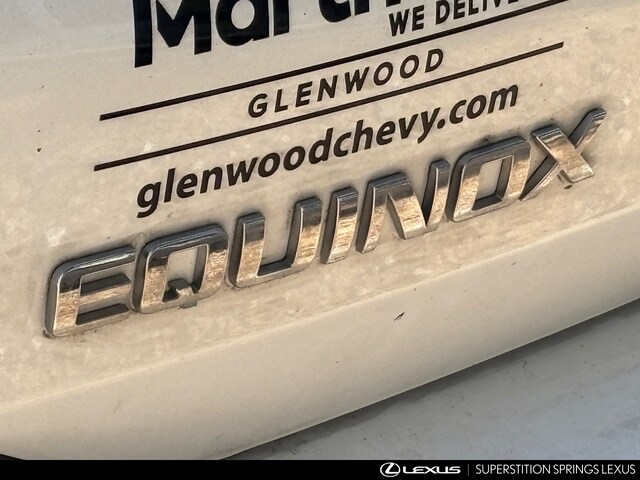 WE DELIVE
GLENWOOD
glenwoodchevy.com
EQUINOX
LEXUS | SUPERSTITION SPRINGS LEXUS